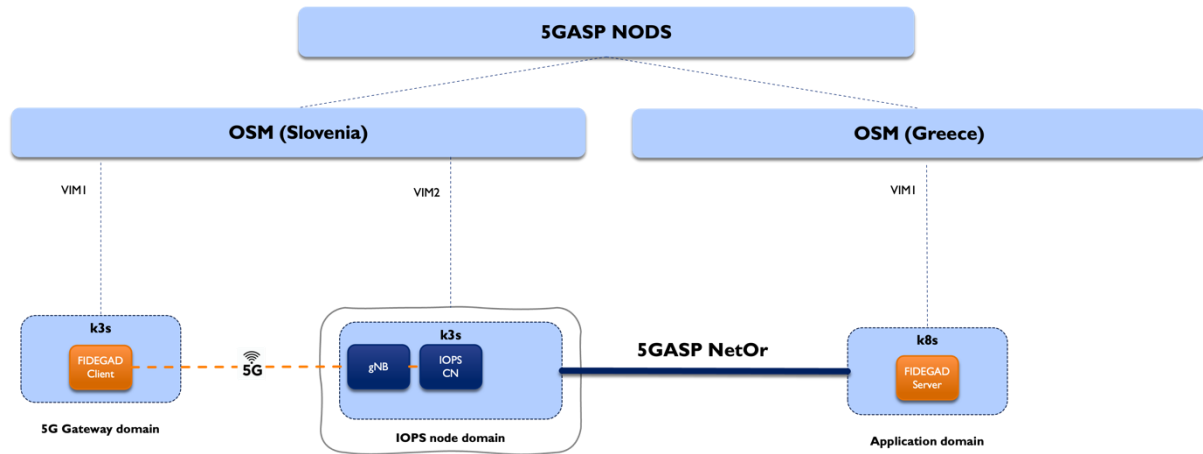 5GASP NODS
OSM (Slovenia)
OSM (Greece)
VIM1
VIM2
VIM1
k3s
FIDEGAD
Client
5G
k3s
gNB
IOPS
CN
5GASP NetOr
k8s
FIDEGAD
Server
5G Gateway domain
IOPS node domain
Application domain